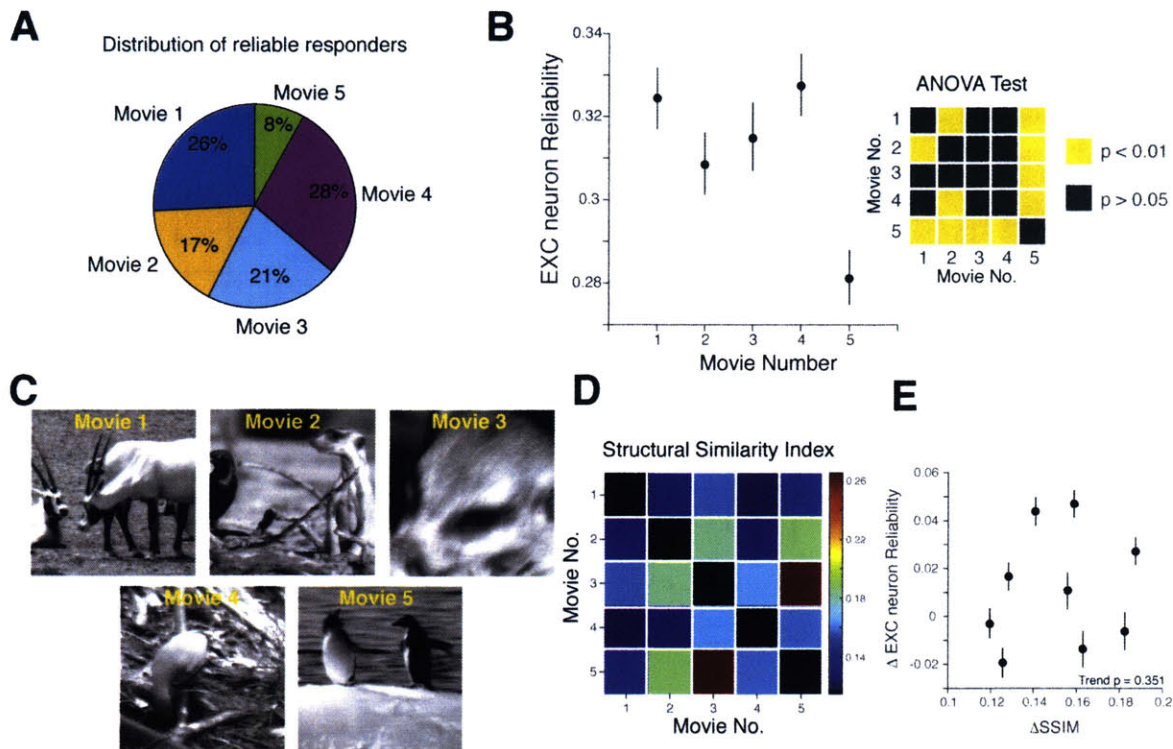 A
Distribution of reliable responders
Movie 5
Movie 1
8%
26%
28%
Movie 4
17%
Movie 2
21%
Movie 3
B
EXC neuron Reliability
0.34
0.32
0.3
0.28
1 2 3 4 5
Movie Number
ANOVA Test
Movie No.
1
2
3
4
5
1 2 3 4 5
Movie No.
p < 0.01
p > 0.05
C
Movie 1
Movie 2
Movie 3
Movie 4
Movie 5
D
Structural Similarity Index
Movie No.
1
2
3
4
5
1 2 3 4 5
Movie No.
0.26
0.22
0.18
0.14
E
Δ EXC neuron Reliability
0.06
0.04
0.02
0
-0.02
Trend p = 0.351
0.1 0.12 0.14 0.16 0.18 0.2
ΔSSIM